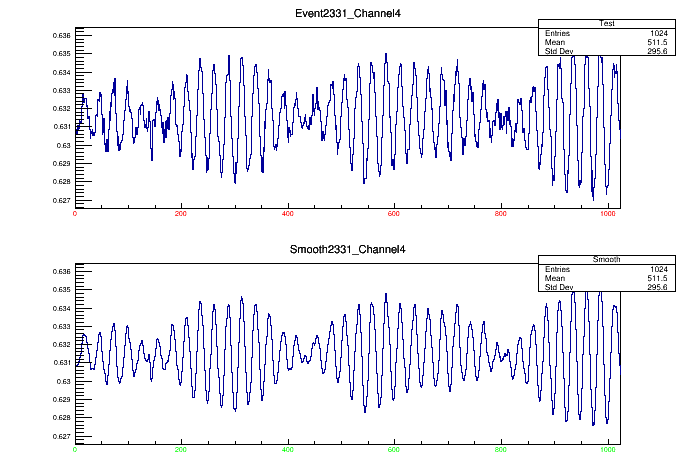 Event2331_Channel4
Test
Entries 1024
Mean 511.5
Std Dev 295.6
0.636
0.635
0.634
0.633
0.632
0.631
0.63
0.629
0.628
0.627
0 200 400 600 800 1000
Smooth2331_Channel4
Smooth
Entries 1024
Mean 511.5
Std Dev 295.6
0.636
0.635
0.634
0.633
0.632
0.631
0.63
0.629
0.628
0.627
0 200 400 600 800 1000